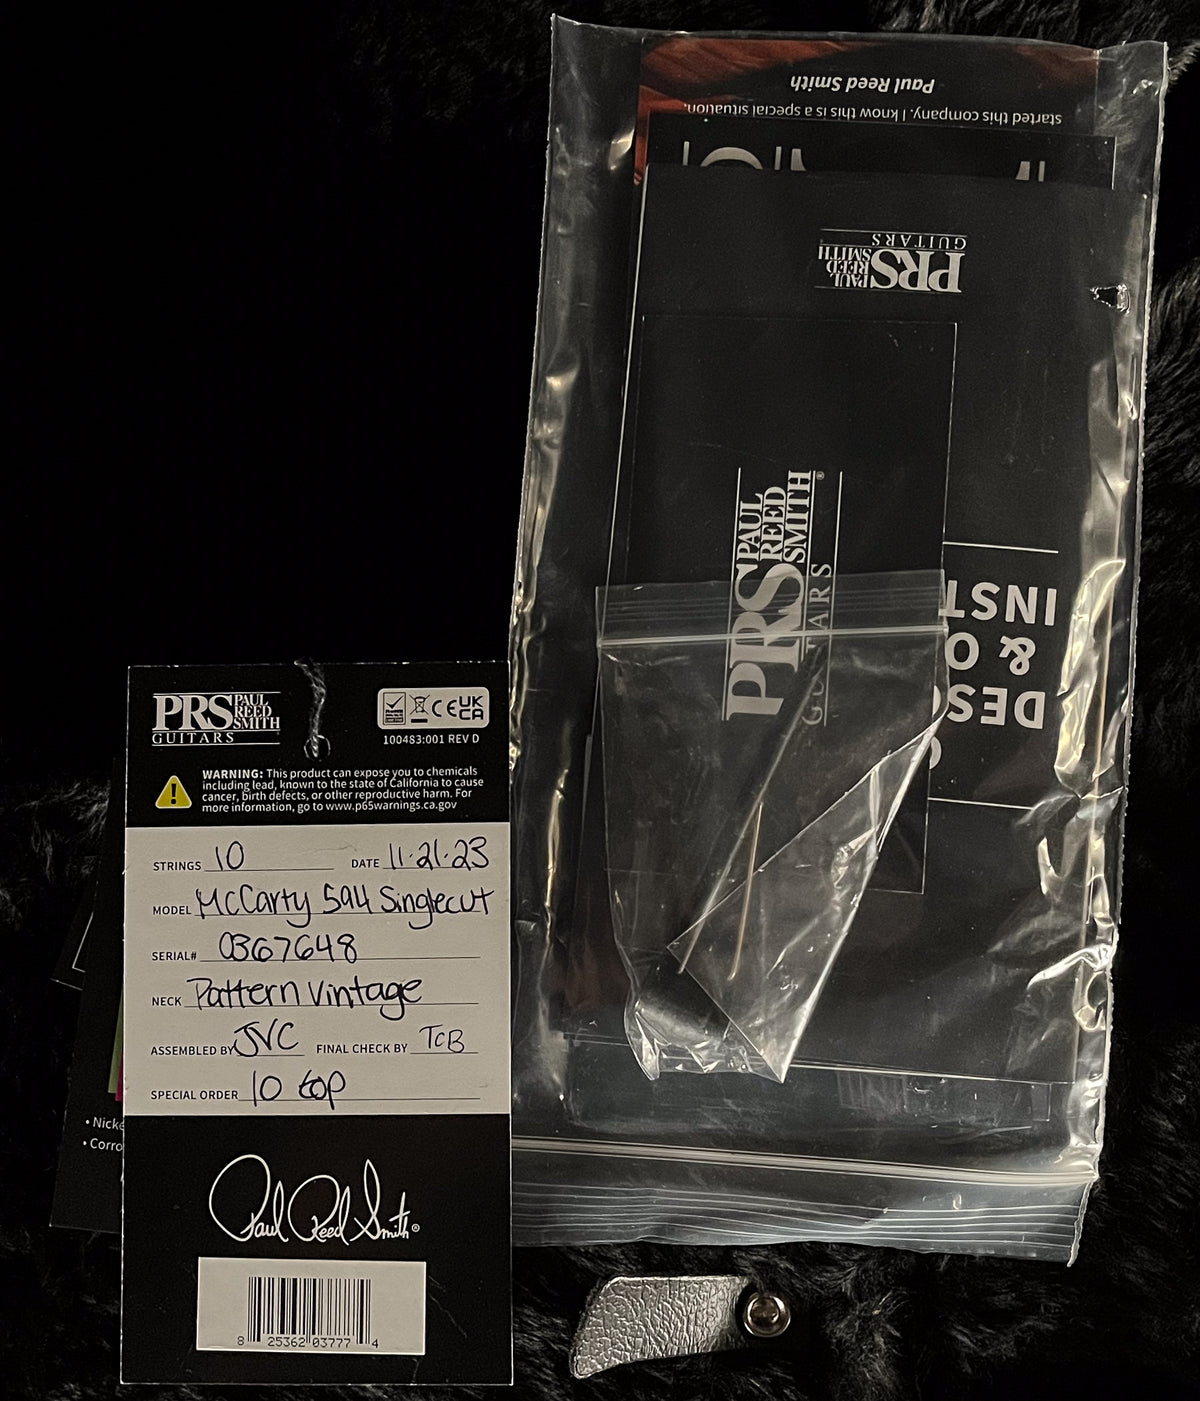 Paul Reed Smith
started this company. I know this is a special situation.
PRS PAUL REED SMITH
GUITARS
PRS PAUL REED SMITH ®
GUITARS
INST
& O
DESC
PRS PAUL REED SMITH
GUITARS
CE UK CA
100483:001 REV D
WARNING: This product can expose you to chemicals
including lead, known to the state of California to cause
cancer, birth defects, or other reproductive harm. For
more information, go to www.p65warnings.ca.gov
STRINGS 10 DATE 11·21·23
MODEL McCarty 594 Singlecut
SERIAL# 0367648
NECK Pattern Vintage
ASSEMBLED BY JVC FINAL CHECK BY TCB
SPECIAL ORDER 10 top
• Nicke
• Corro
Paul Reed Smith®
8 25362 03777 4